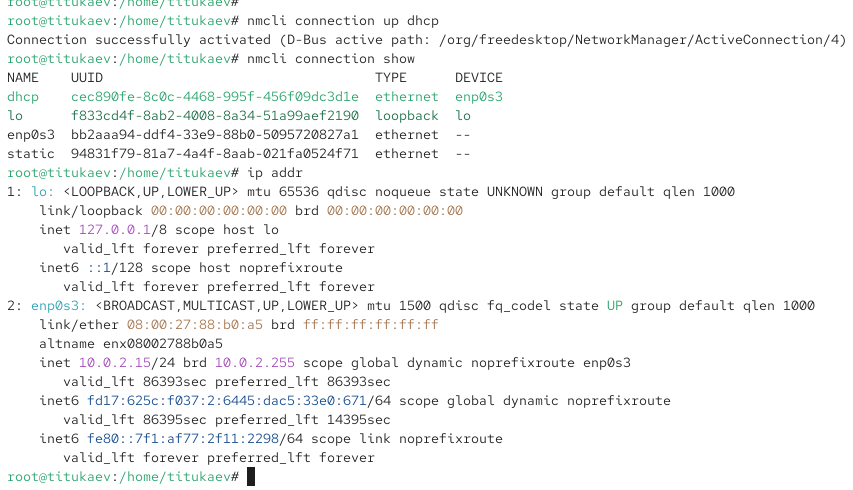 root@titukaev:/home/titukaev#
root@titukaev:/home/titukaev# nmcli connection up dhcp
Connection successfully activated (D-Bus active path: /org/freedesktop/NetworkManager/ActiveConnection/4)
root@titukaev:/home/titukaev# nmcli connection show
NAME    UUID                                  TYPE      DEVICE
dhcp    cec890fe-8c0c-4468-995f-456f09dc3d1e  ethernet  enp0s3
lo      f833cd4f-8ab2-4008-8a34-51a99aef2190  loopback  lo
enp0s3  bb2aaa94-ddf4-33e9-88b0-5095720827a1  ethernet  --
static  94831f79-81a7-4a4f-8aab-021fa0524f71  ethernet  --
root@titukaev:/home/titukaev# ip addr
1: lo: <LOOPBACK,UP,LOWER_UP> mtu 65536 qdisc noqueue state UNKNOWN group default qlen 1000
    link/loopback 00:00:00:00:00:00 brd 00:00:00:00:00:00
    inet 127.0.0.1/8 scope host lo
       valid_lft forever preferred_lft forever
    inet6 ::1/128 scope host noprefixroute
       valid_lft forever preferred_lft forever
2: enp0s3: <BROADCAST,MULTICAST,UP,LOWER_UP> mtu 1500 qdisc fq_codel state UP group default qlen 1000
    link/ether 08:00:27:88:b0:a5 brd ff:ff:ff:ff:ff:ff
    altname enx08002788b0a5
    inet 10.0.2.15/24 brd 10.0.2.255 scope global dynamic noprefixroute enp0s3
       valid_lft 86393sec preferred_lft 86393sec
    inet6 fd17:625c:f037:2:6445:dac5:33e0:671/64 scope global dynamic noprefixroute
       valid_lft 86395sec preferred_lft 14395sec
    inet6 fe80::7f1:af77:2f11:2298/64 scope link noprefixroute
       valid_lft forever preferred_lft forever
root@titukaev:/home/titukaev#